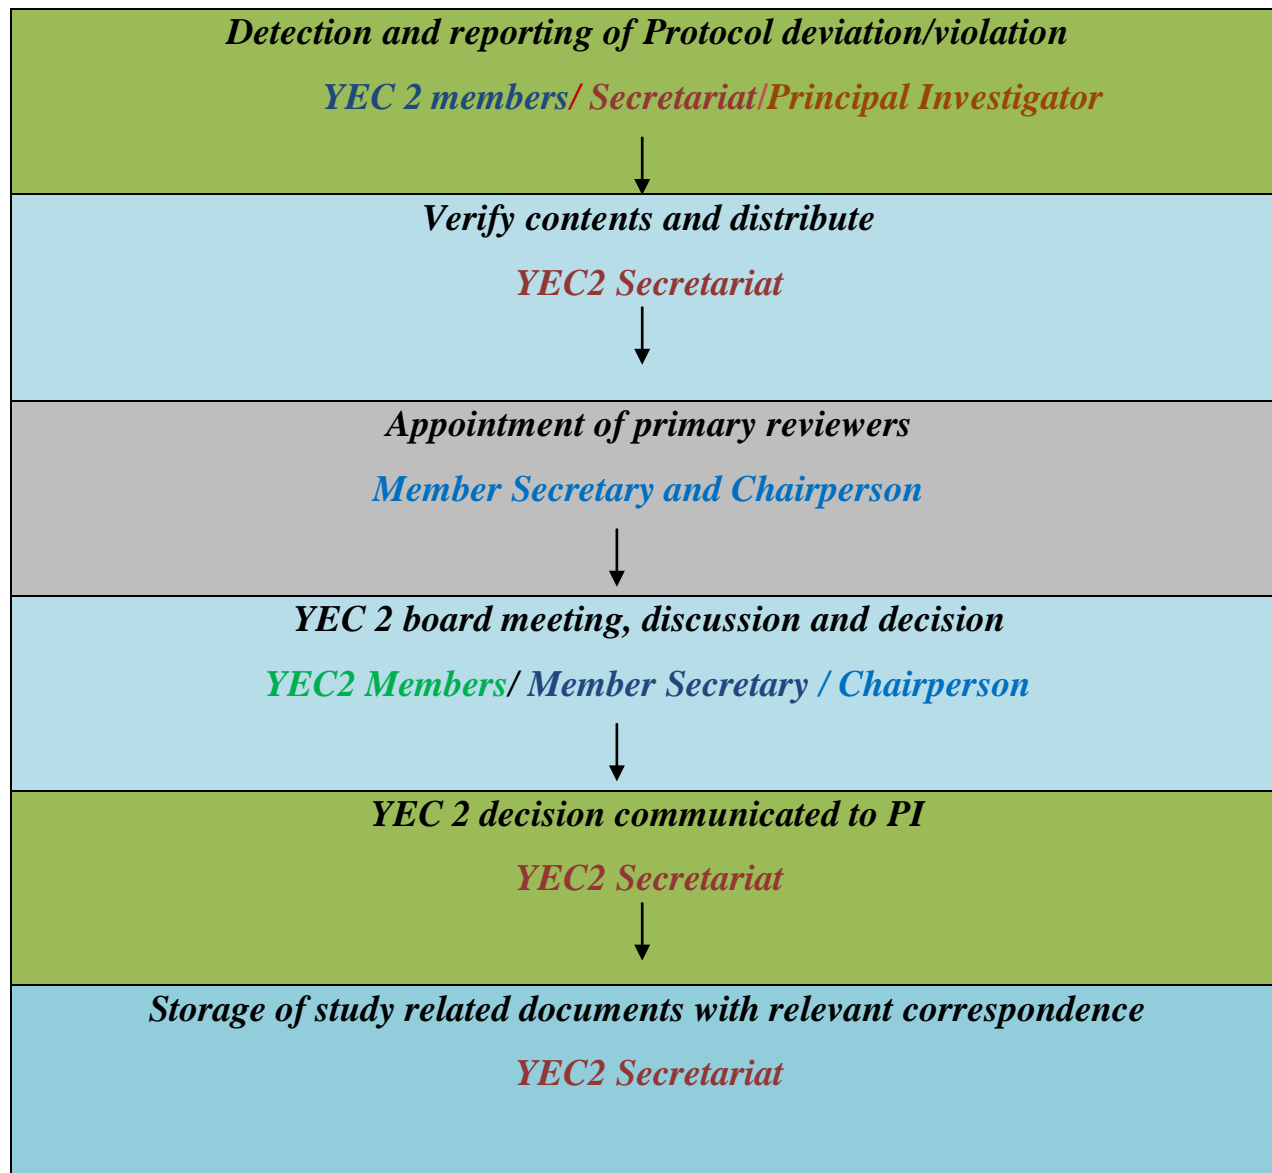 Detection and reporting of Protocol deviation/violation
YEC 2 members/ Secretariat/Principal Investigator
Verify contents and distribute
YEC2 Secretariat
Appointment of primary reviewers
Member Secretary and Chairperson
YEC 2 board meeting, discussion and decision
YEC2 Members/ Member Secretary / Chairperson
YEC 2 decision communicated to PI
YEC2 Secretariat
Storage of study related documents with relevant correspondence
YEC2 Secretariat